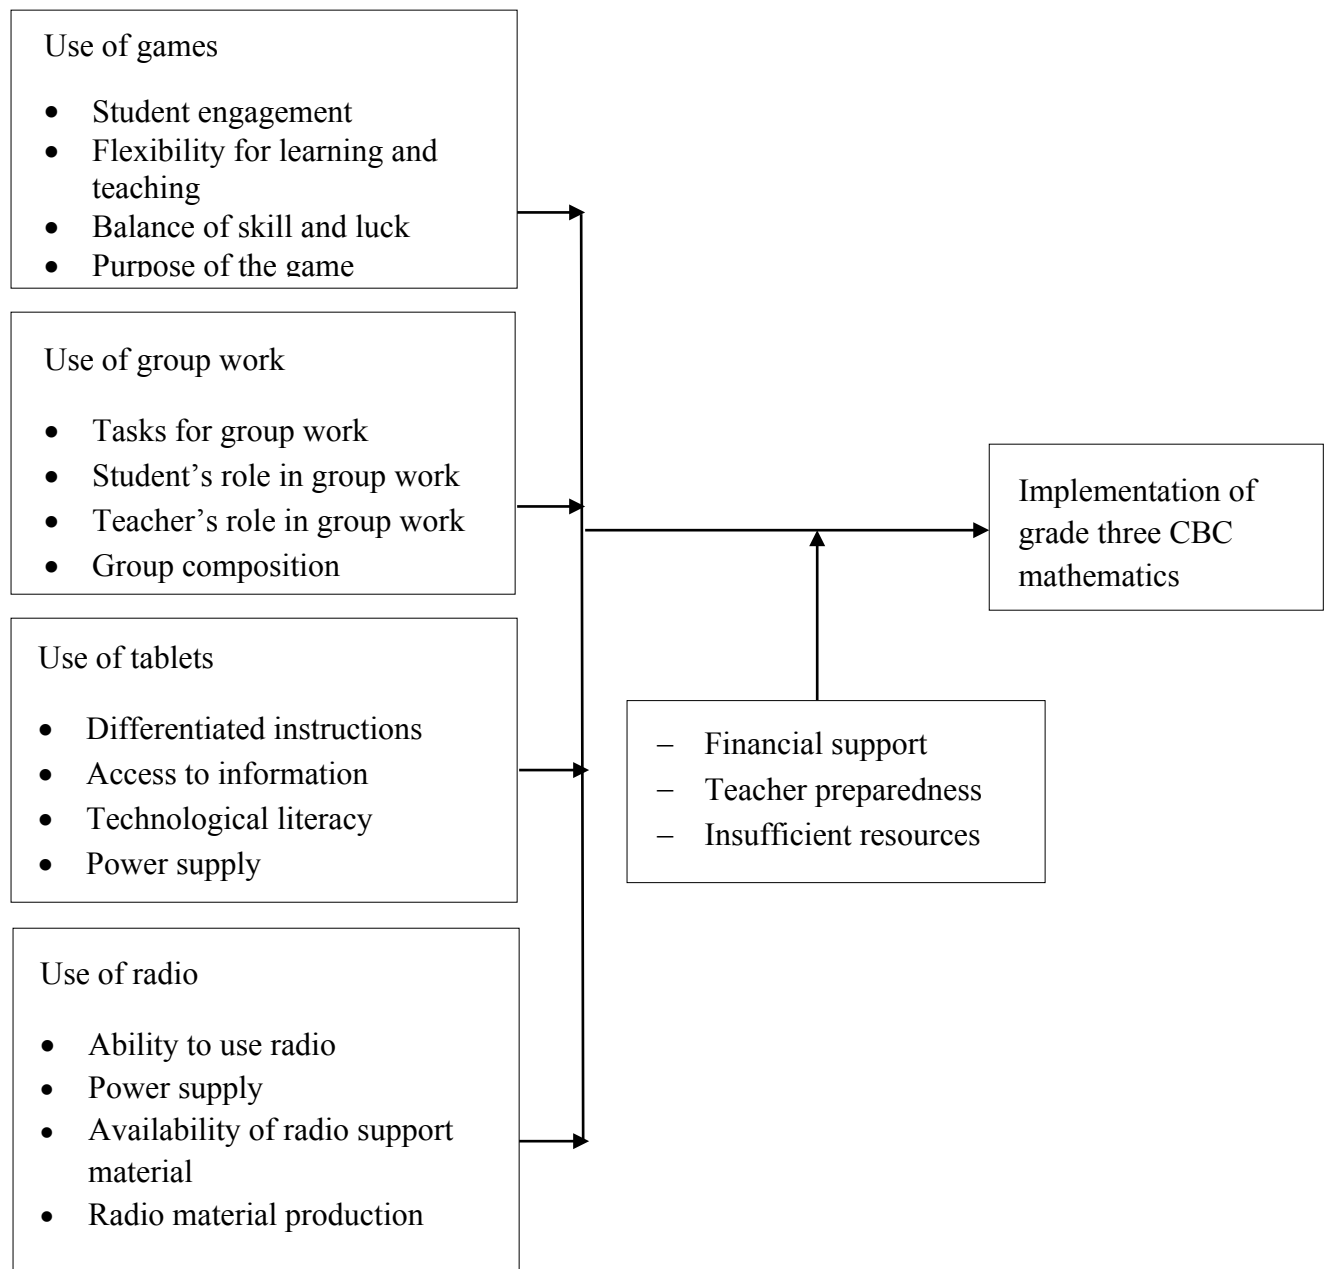 Use of games
• Student engagement
• Flexibility for learning and
teaching
• Balance of skill and luck
• Purpose of the game
Use of group work
• Tasks for group work
• Student’s role in group work
• Teacher’s role in group work
• Group composition
Use of tablets
• Differentiated instructions
• Access to information
• Technological literacy
• Power supply
Use of radio
• Ability to use radio
• Power supply
• Availability of radio support
material
• Radio material production
– Financial support
– Teacher preparedness
– Insufficient resources
Implementation of
grade three CBC
mathematics